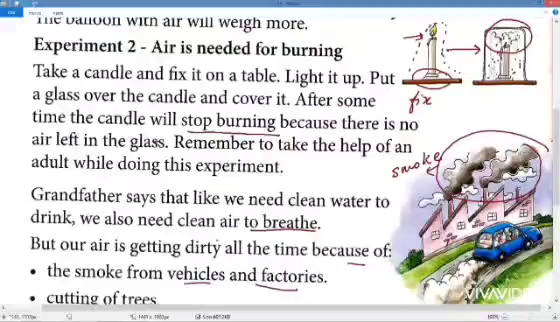 The balloon with air will weigh more.
Experiment 2 - Air is needed for burning
Take a candle and fix it on a table. Light it up. Put
a glass over the candle and cover it. After some
time the candle will stop burning because there is no
air left in the glass. Remember to take the help of an
adult while doing this experiment.
fix
smoke
Grandfather says that like we need clean water to
drink, we also need clean air to breathe.
But our air is getting dirty all the time because of:
• the smoke from vehicles and factories.
• cutting of trees
VIVAVIDEO
100%